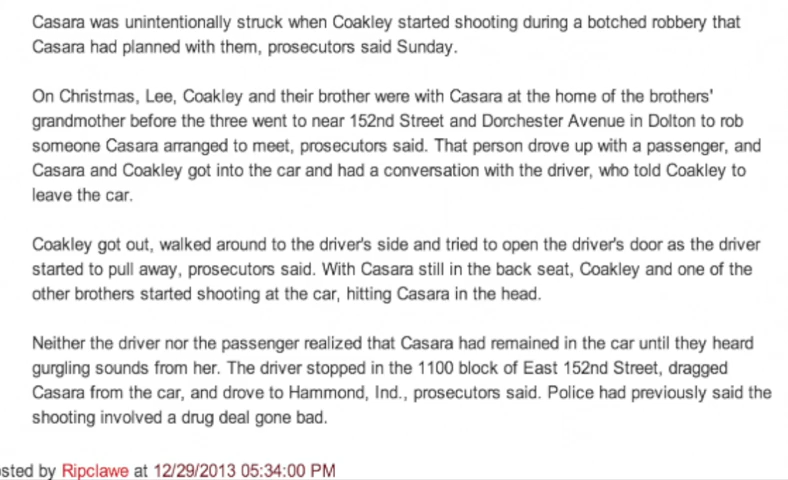 Casara was unintentionally struck when Coakley started shooting during a botched robbery that
Casara had planned with them, prosecutors said Sunday.
On Christmas, Lee, Coakley and their brother were with Casara at the home of the brothers'
grandmother before the three went to near 152nd Street and Dorchester Avenue in Dolton to rob
someone Casara arranged to meet, prosecutors said. That person drove up with a passenger, and
Casara and Coakley got into the car and had a conversation with the driver, who told Coakley to
leave the car.
Coakley got out, walked around to the driver's side and tried to open the driver's door as the driver
started to pull away, prosecutors said. With Casara still in the back seat, Coakley and one of the
other brothers started shooting at the car, hitting Casara in the head.
Neither the driver nor the passenger realized that Casara had remained in the car until they heard
gurgling sounds from her. The driver stopped in the 1100 block of East 152nd Street, dragged
Casara from the car, and drove to Hammond, Ind., prosecutors said. Police had previously said the
shooting involved a drug deal gone bad.
sted by Ripclawe at 12/29/2013 05:34:00 PM